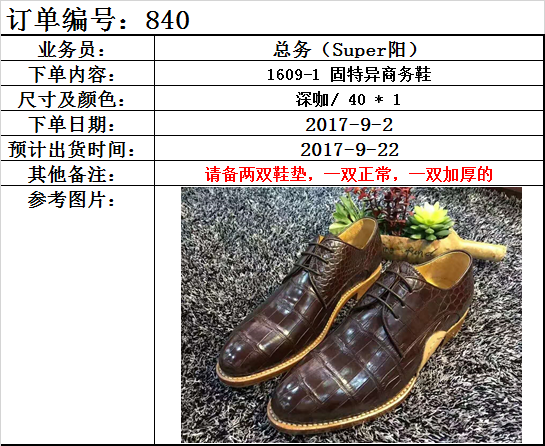 订单编号：840
业务员： 总务（Super阳）
下单内容： 1609-1 固特异商务鞋
尺寸及颜色： 深咖/ 40 * 1
下单日期： 2017-9-2
预计出货时间： 2017-9-22
其他备注： 请备两双鞋垫，一双正常，一双加厚的
参考图片：